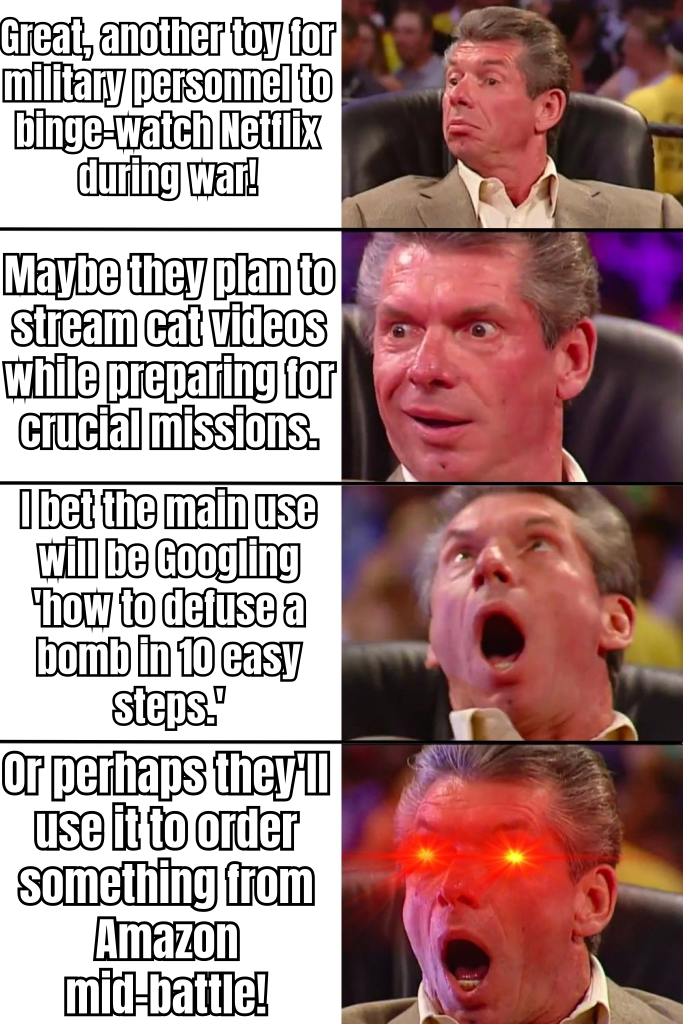 Great, another toy for
military personnel to
binge-watch Netflix
during war!
Maybe they plan to
stream cat videos
while preparing for
crucial missions.
I bet the main use
will be Googling
'how to defuse a
bomb in 10 easy
steps.'
Or perhaps they'll
use it to order
something from
Amazon
mid-battle!